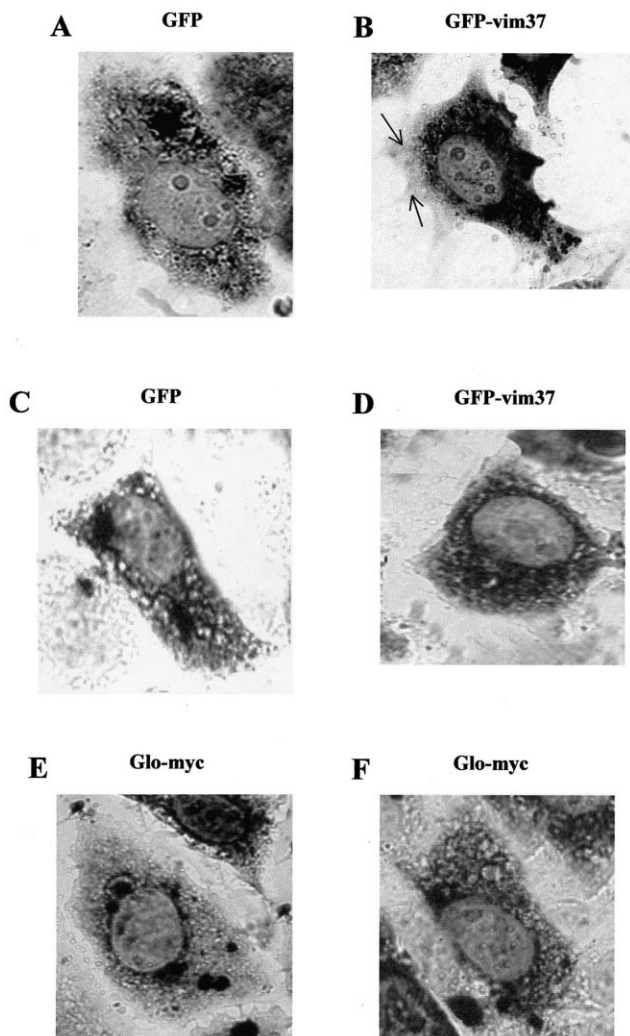 A GFP
B GFP-vim37
C GFP
D GFP-vim37
E Glo-myc
F Glo-myc